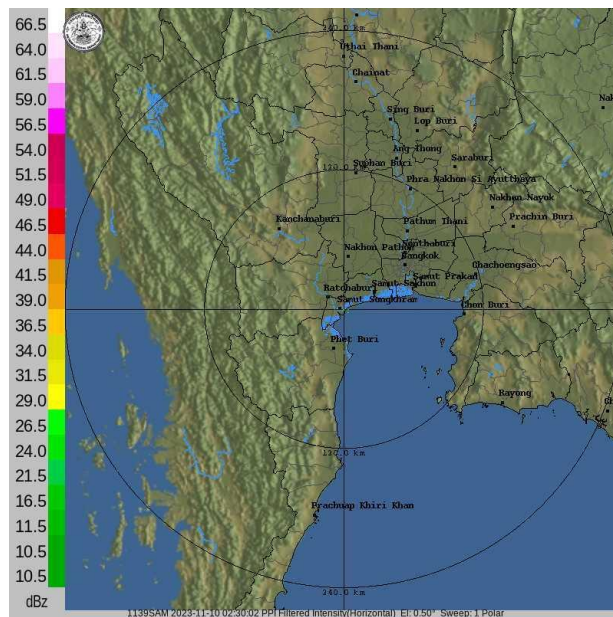 66.5
64.0
61.5
59.0
56.5
54.0
51.5
49.0
46.5
44.0
41.5
39.0
36.5
34.0
31.5
29.0
26.5
24.0
21.5
16.5
11.5
10.5
dBz
240.0 km
Uthai Thani
Chainat
Sing Buri
Lop Buri
Ang Thong
Saraburi
120.0 km
Suphan Buri
Phra Nakhon Si Ayutthaya
Nakhon Nayok
Prachin Buri
Kanchanaburi
Pathum Thani
Nonthaburi
Nakhon Pathom
Bangkok
Chachoengsao
Samut Prakan
Samut Sakhon
Ratchaburi
Samut Songkhram
Chon Buri
Phet Buri
Rayong
120.0 km
Prachuap Khiri Khan
240.0 km
1139SAM 2023-11-10 02:30:02 PPI Filtered Intensity(Horizontal) El: 0.50° Sweep: 1 Polar